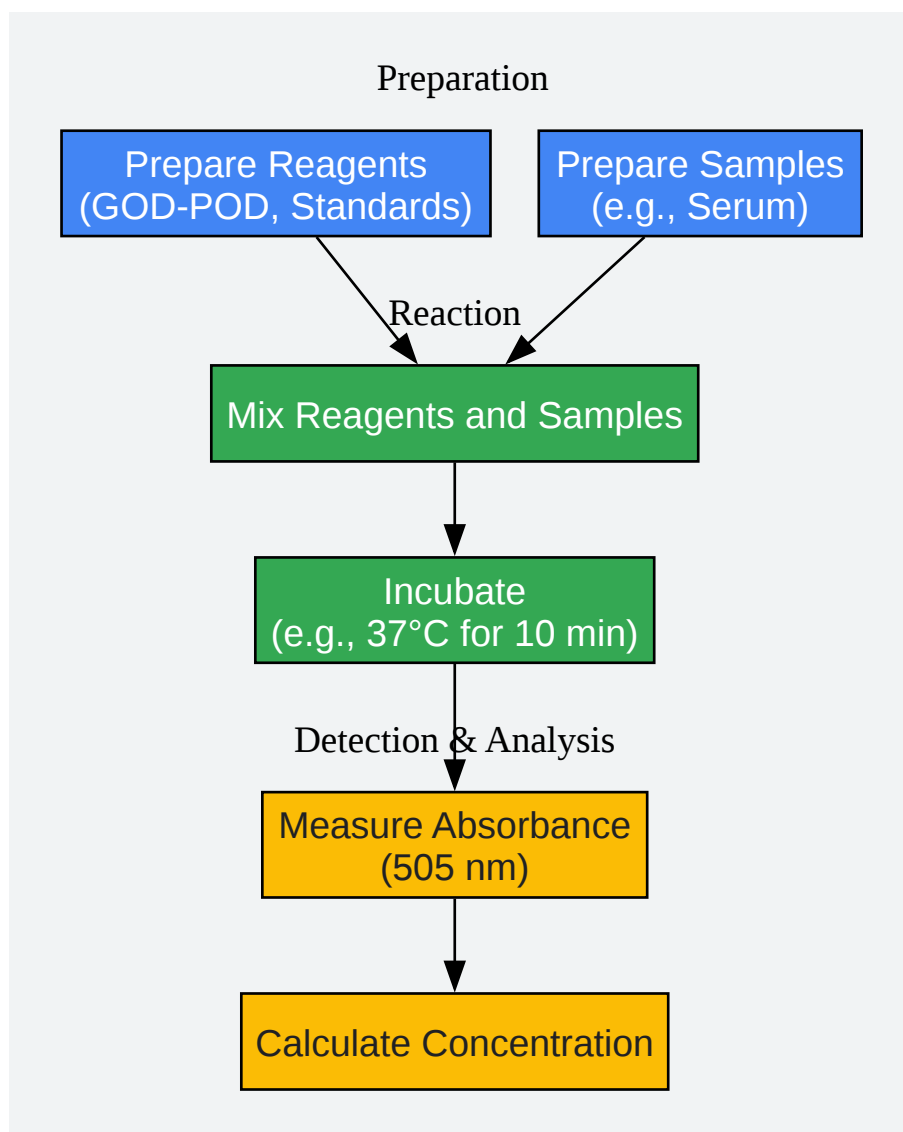 Preparation
Prepare Reagents
(GOD-POD, Standards)
Prepare Samples
(e.g., Serum)
Reaction
Mix Reagents and Samples
Incubate
(e.g., 37°C for 10 min)
Detection & Analysis
Measure Absorbance
(505 nm)
Calculate Concentration